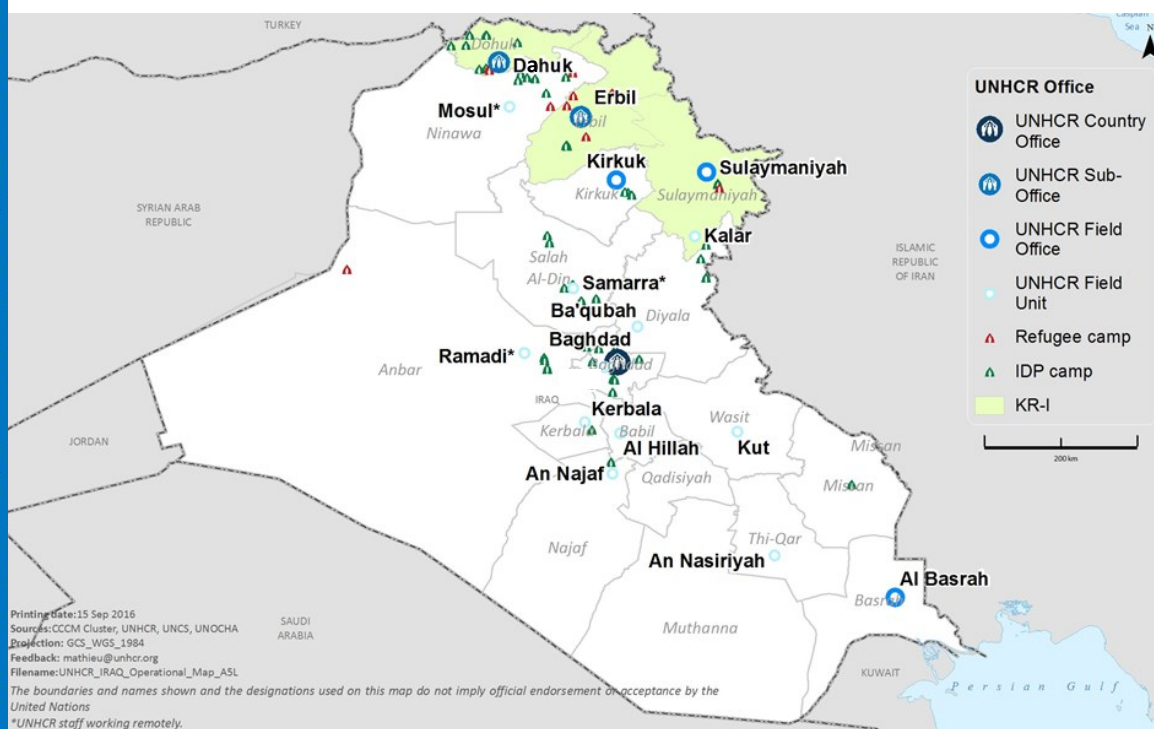 TURKEY
Caspian
Sea
N
Dohuk
Dahuk
Mosul*
Ninawa
Erbil
Erbil
Kirkuk
Kirkuk
Sulaymaniyah
Sulaymaniyah
SYRIAN ARAB
REPUBLIC
Kalar
ISLAMIC
REPUBLIC
OF IRAN
Salah
Al-Din
Samarra*
Ba'qubah
Diyala
Baghdad
Baghdad
Ramadi*
Anbar
IRAQ
JORDAN
Kerbala
Kerbala
Babil
Al Hillah
Wasit
Kut
Missan
Missan
An Najaf
Qadisiyah
Najaf
Thi-Qar
An Nasiriyah
Al Basrah
Basrah
Muthanna
SAUDI
ARABIA
KUWAIT
Persian Gulf
UNHCR Office
UNHCR Country
Office
UNHCR Sub-
Office
UNHCR Field
Office
UNHCR Field
Unit
Refugee camp
IDP camp
KR-I
200 km
Printing date:15 Sep 2016
Sources:CCCM Cluster, UNHCR, UNCS, UNOCHA
Projection: GCS_WGS_1984
Feedback: mathieu@unhcr.org
Filename:UNHCR_IRAQ_Operational_Map_A5L
The boundaries and names shown and the designations used on this map do not imply official endorsement or acceptance by the
United Nations
*UNHCR staff working remotely.